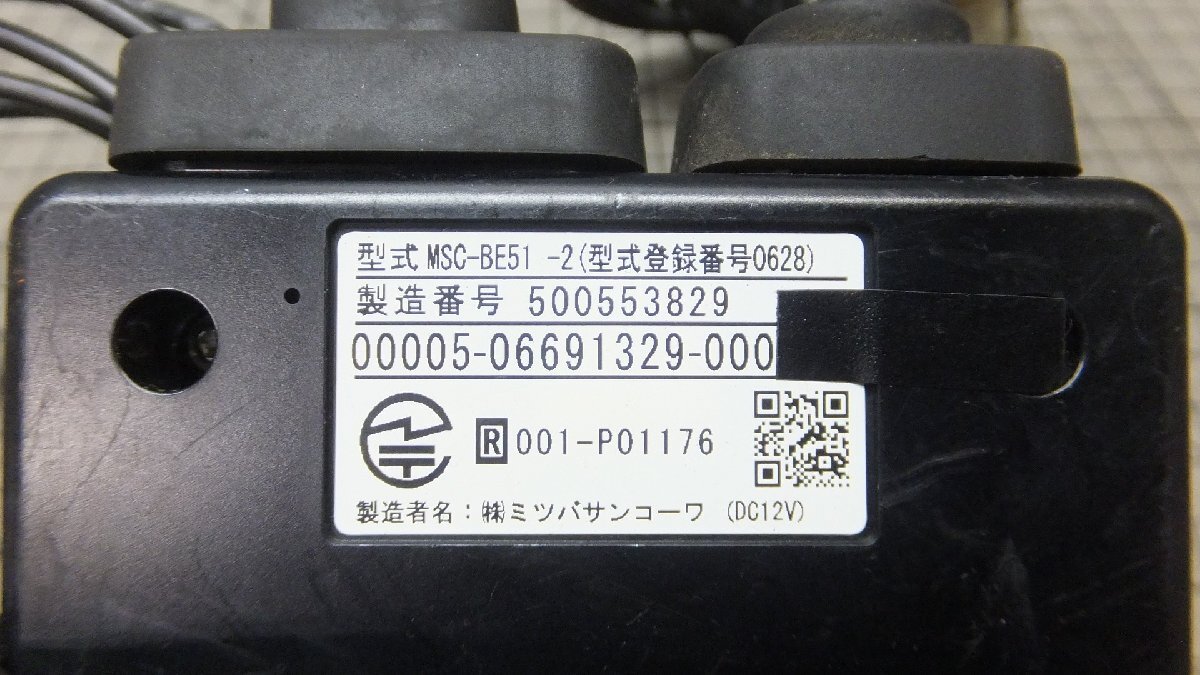 型式 MSC-BE51 -2(型式登録番号0628)
製造番号 500553829
00005-06691329-000
R 001-P01176
製造者名:㈱ミツバサンコーワ (DC12V)